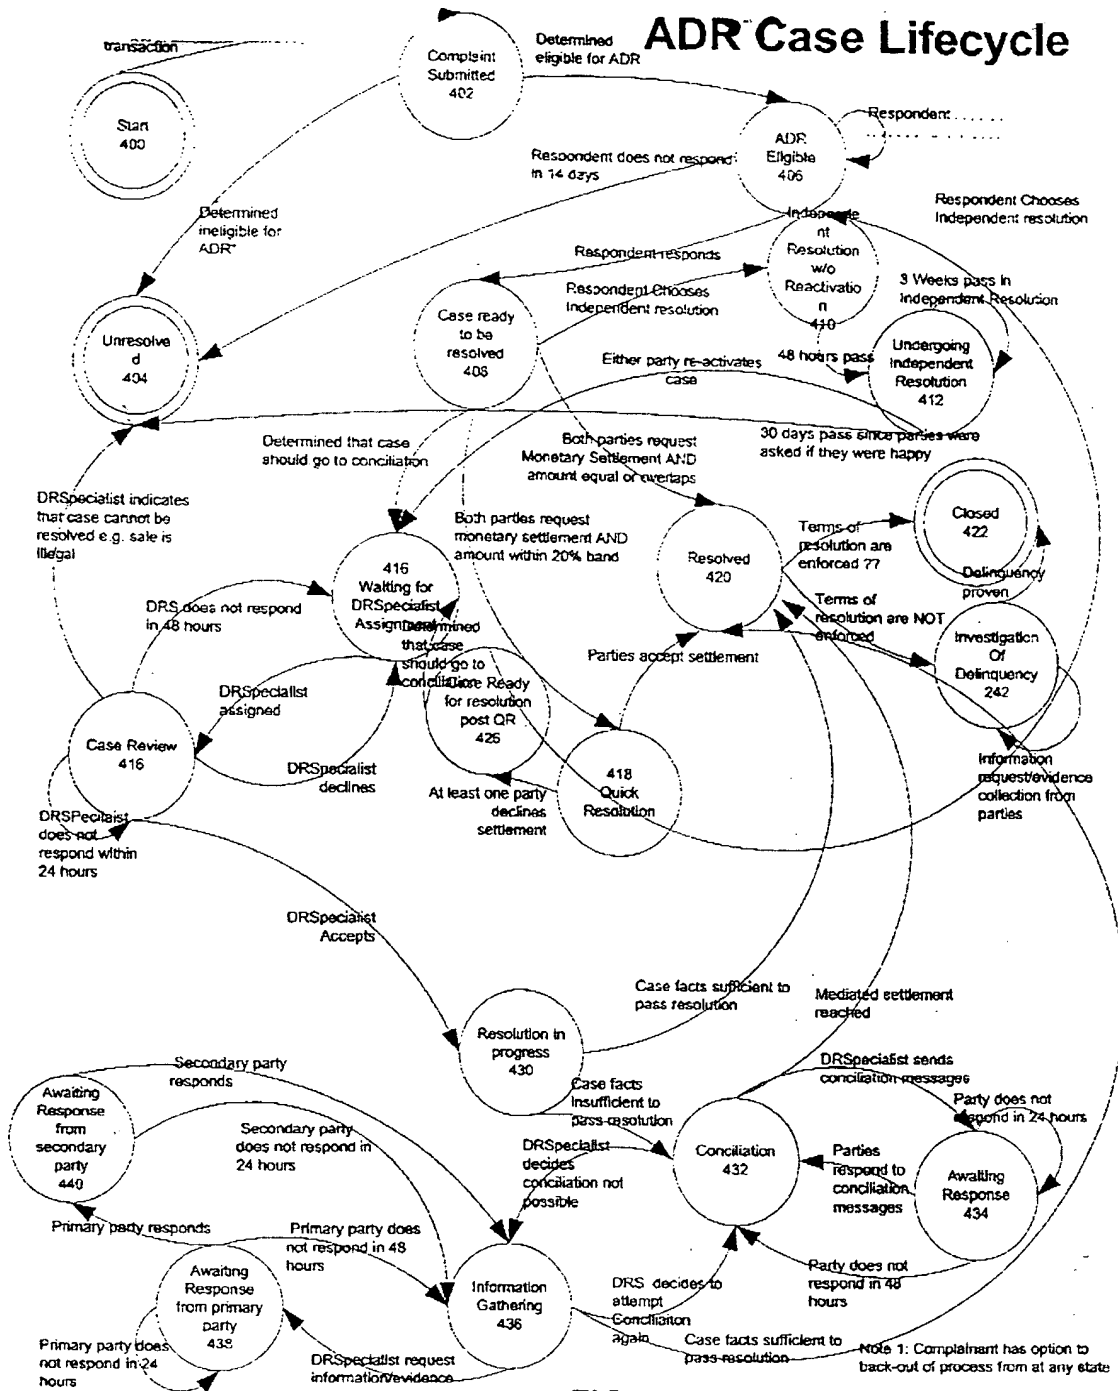 ADR Case Lifecycle
transaction
Start
400
Complaint
Submitted
402
Determined
eligible for ADR
ADR
Eligible
406
Respondent
Respondent does not respond
in 14 days
Determined
ineligible for
ADR"
Respondent Chooses
Independent resolution
Independe
nt
Resolution
w/o
Reactivatio
n
410
Respondent responds
Respondent Chooses
Independent resolution
3 Weeks pass in
Independent Resolution
Unresolve
d
404
Case ready
to be
resolved
408
48 hours pass
Undergoing
Independent
Resolution
412
Either party re-activates
case
Determined that case
should go to conciliation
Both parties request
Monetary Settlement AND
amount equal or overlaps
30 days pass since parties were
asked if they were happy
DRSpecialist indicates
that case cannot be
resolved e.g. sale is
illegal
Both parties request
monetary settlement AND
amount within 20% band
Closed
422
Terms of
resolution are
enforced ??
Resolved
420
416
Waiting for
DRSpecialist
Assignment
Delinquency
proven
DRS does not respond
in 48 hours
Terms of
resolution are NOT
enforced
Determined
that case
should go to
conciliation
Parties accept settlement
Investigation
Of
Delinquency
242
DRSpecialist
assigned
Case Ready
for resolution
post QR
426
Case Review
416
DRSpecialist
declines
At least one party
declines
settlement
418
Quick
Resolution
Information
request/evidence
collection from
parties
DRSPecilaist
does not
respond within
24 hours
DRSpecialist
Accepts
Case facts sufficient to
pass resolution
Mediated settlement
reached
Resolution in
progress
430
Secondary party
responds
DRSpecialist sends
conciliation messages
Awaiting
Response
from
secondary
party
440
Case facts
Insufficient to
pass resolution
Party does not
respond in 24 hours
Secondary party
does not respond in
24 hours
DRSpecialist
decides
conciliation not
possible
Conciliation
432
Parties
respond to
conciliation
messages
Awaiting
Response
434
Primary party responds
Primary party does
not respond in 48
hours
Awaiting
Response
from primary
party
438
Information
Gathering
436
DRS decides to
attempt
Conciliaiton
again
Party does not
respond in 48
hours
Primary party does
not respond in 24
hours
DRSpecialist request
information/evidence
Case facts sufficient to
pass resolution
Note 1: Complainant has option to
back-out of process from at any state